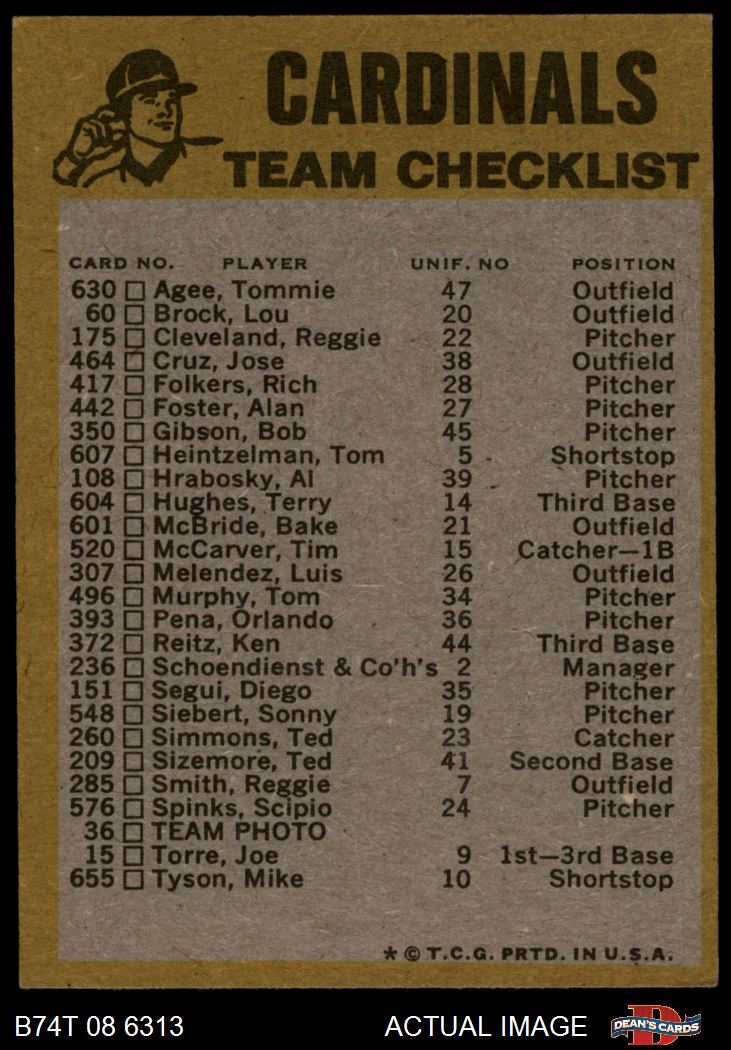 CARDINALS
TEAM CHECKLIST
CARD NO. PLAYER UNIF. NO POSITION
630 □ Agee, Tommie 47 Outfield
60 □ Brock, Lou 20 Outfield
175 □ Cleveland, Reggie 22 Pitcher
464 □ Cruz, Jose 38 Outfield
417 □ Folkers, Rich 28 Pitcher
442 □ Foster, Alan 27 Pitcher
350 □ Gibson, Bob 45 Pitcher
607 □ Heintzelman, Tom 5 Shortstop
108 □ Hrabosky, Al 39 Pitcher
604 □ Hughes, Terry 14 Third Base
601 □ McBride, Bake 21 Outfield
520 □ McCarver, Tim 15 Catcher—1B
307 □ Melendez, Luis 26 Outfield
496 □ Murphy, Tom 34 Pitcher
393 □ Pena, Orlando 36 Pitcher
372 □ Reitz, Ken 44 Third Base
236 □ Schoendienst & Co'h's 2 Manager
151 □ Segui, Diego 35 Pitcher
548 □ Siebert, Sonny 19 Pitcher
260 □ Simmons, Ted 23 Catcher
209 □ Sizemore, Ted 41 Second Base
285 □ Smith, Reggie 7 Outfield
576 □ Spinks, Scipio 24 Pitcher
36 □ TEAM PHOTO
15 □ Torre, Joe 9 1st—3rd Base
655 □ Tyson, Mike 10 Shortstop
* © T.C.G. PRTD. IN U.S.A.
B74T 08 6313 ACTUAL IMAGE D DEAN'S CARDS